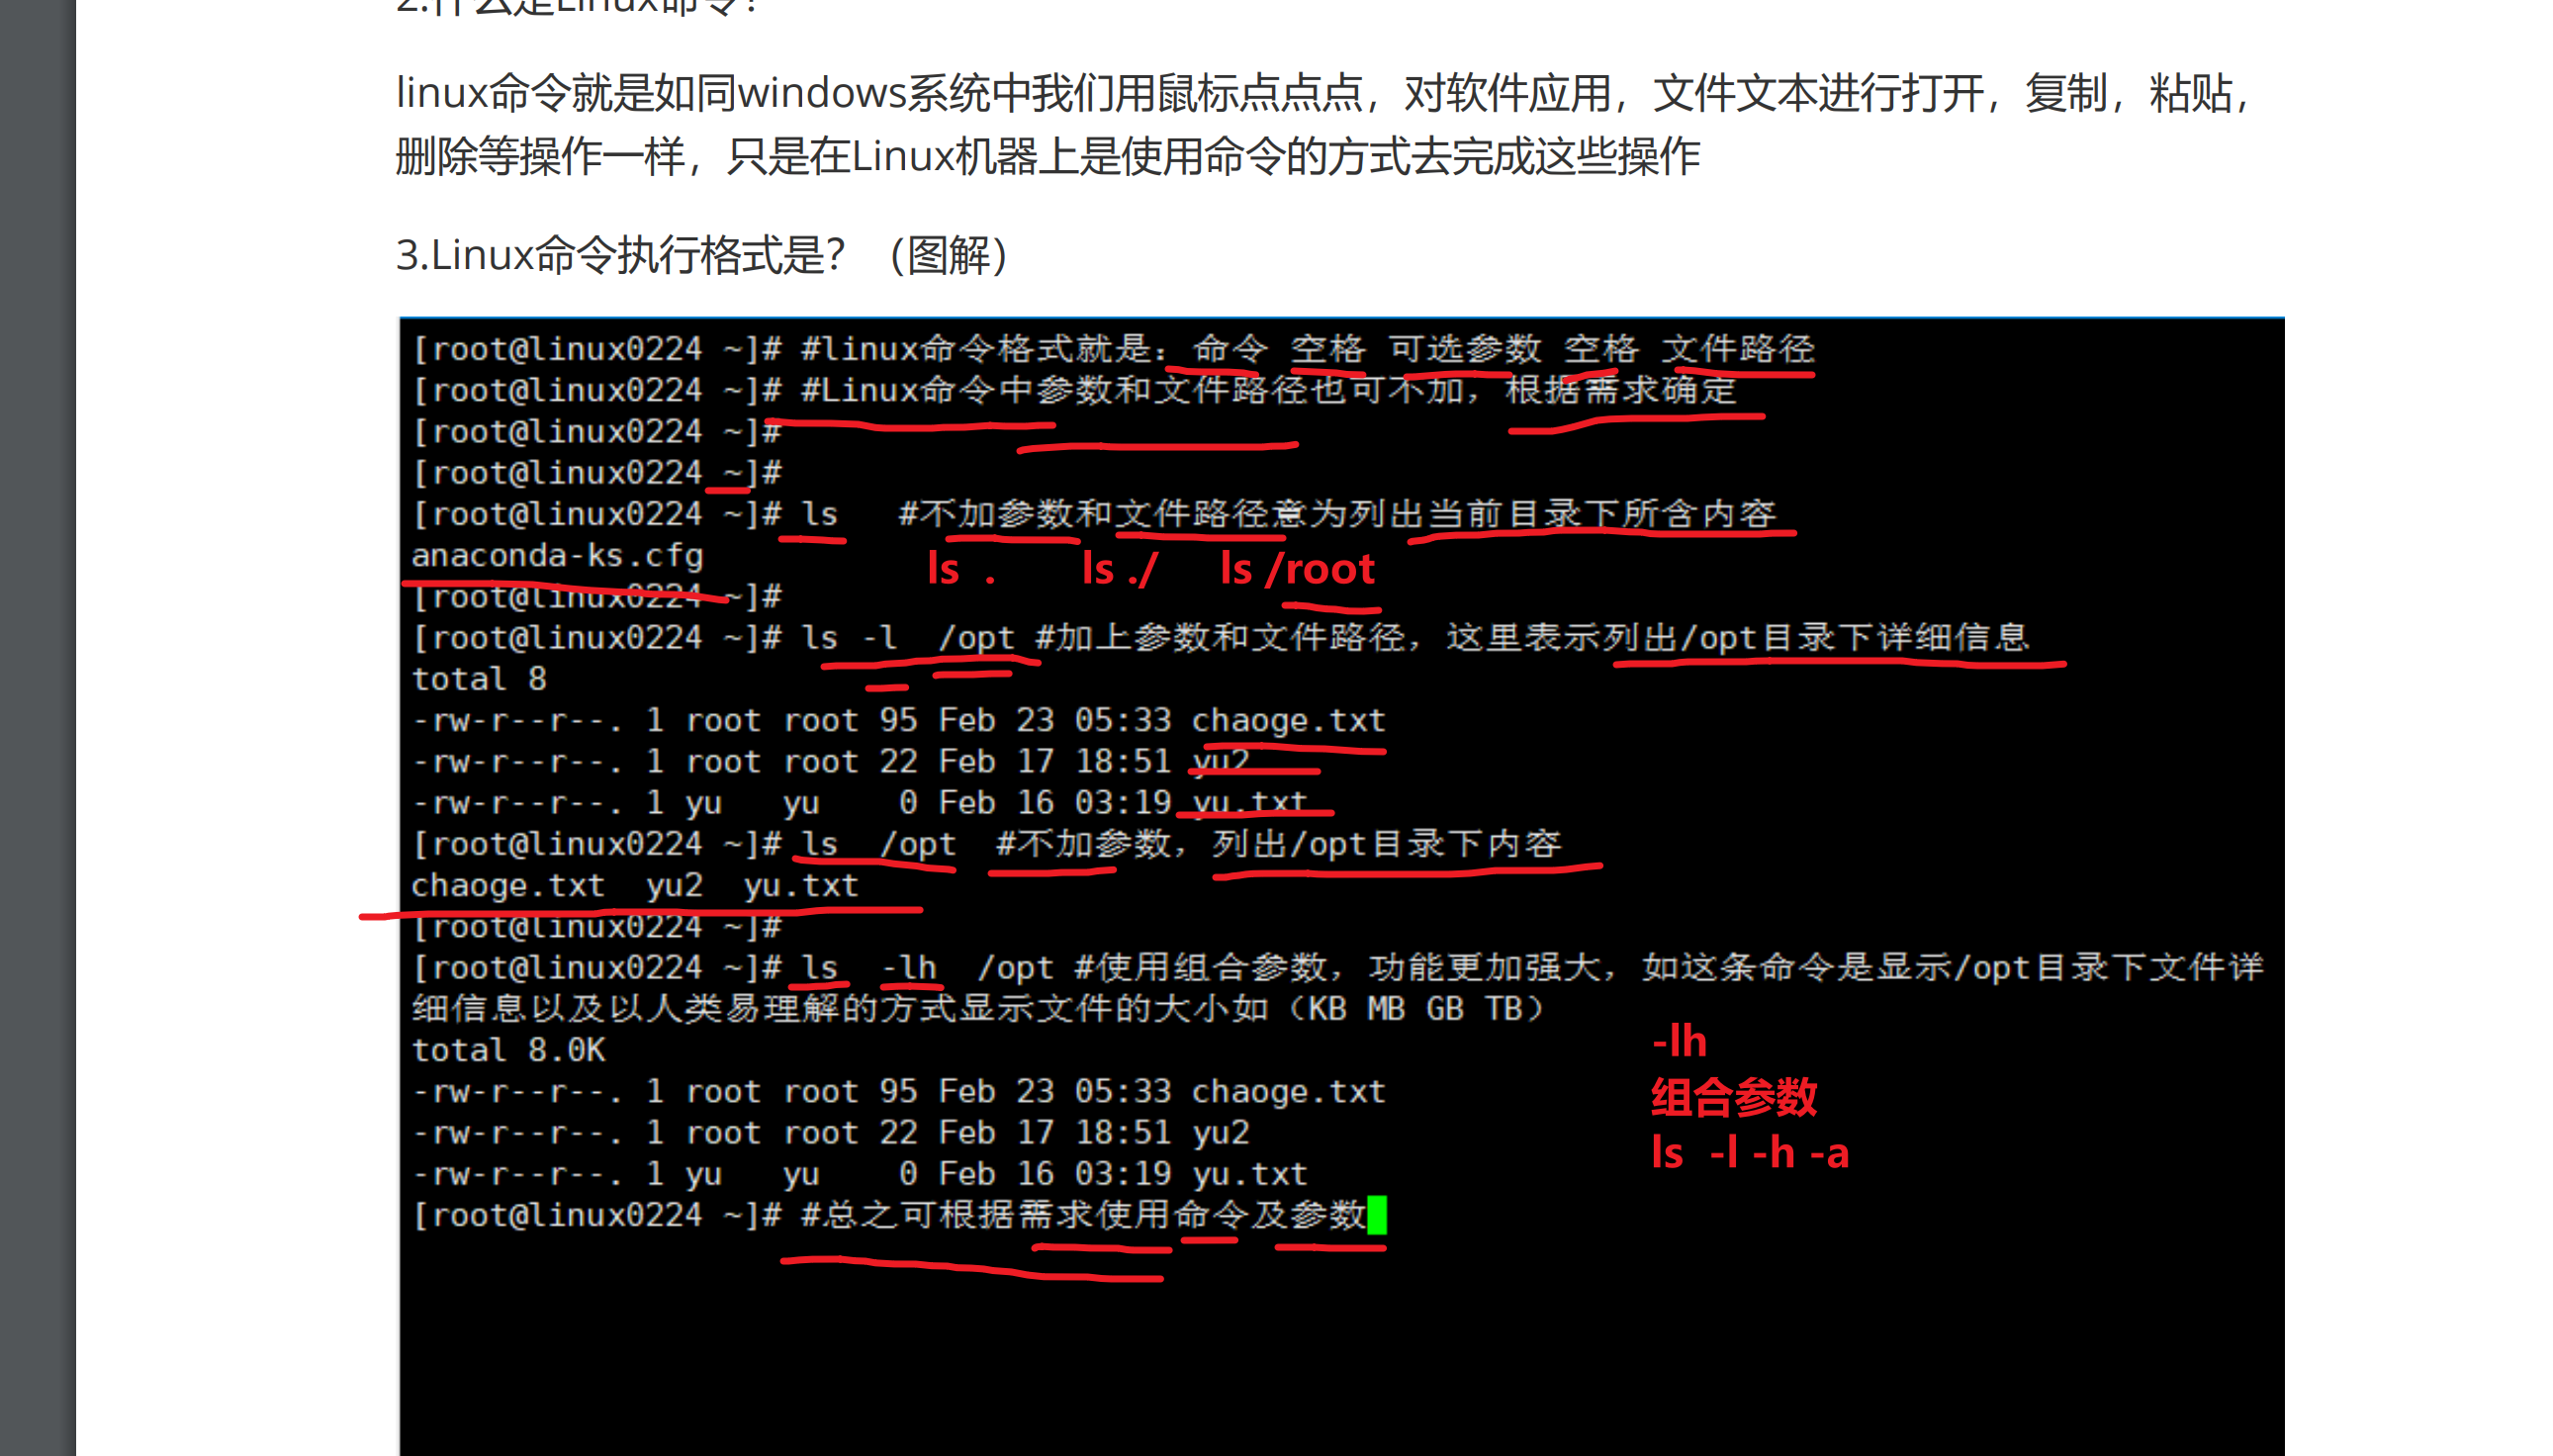 2.什么是Linux命令？
linux命令就是如同windows系统中我们用鼠标点点点，对软件应用，文件文本进行打开，复制，粘贴，
删除等操作一样，只是在Linux机器上是使用命令的方式去完成这些操作
3.Linux命令执行格式是？（图解）
[root@linux0224 ~]# #linux命令格式就是：命令 空格 可选参数 空格 文件路径
[root@linux0224 ~]# #Linux命令中参数和文件路径也可不加，根据需求确定
[root@linux0224 ~]#
[root@linux0224 ~]#
[root@linux0224 ~]# ls   #不加参数和文件路径意为列出当前目录下所含内容
anaconda-ks.cfg
ls  .      ls ./     ls /root
[root@linux0224 ~]#
[root@linux0224 ~]# ls -l  /opt #加上参数和文件路径，这里表示列出/opt目录下详细信息
total 8
-rw-r--r--. 1 root root 95 Feb 23 05:33 chaoge.txt
-rw-r--r--. 1 root root 22 Feb 17 18:51 yu2
-rw-r--r--. 1 yu   yu    0 Feb 16 03:19 yu.txt
[root@linux0224 ~]# ls  /opt  #不加参数，列出/opt目录下内容
chaoge.txt  yu2  yu.txt
[root@linux0224 ~]#
[root@linux0224 ~]# ls  -lh  /opt #使用组合参数，功能更加强大，如这条命令是显示/opt目录下文件详
细信息以及以人类易理解的方式显示文件的大小如（KB MB GB TB）
total 8.0K
-rw-r--r--. 1 root root 95 Feb 23 05:33 chaoge.txt
-rw-r--r--. 1 root root 22 Feb 17 18:51 yu2
-rw-r--r--. 1 yu   yu    0 Feb 16 03:19 yu.txt
[root@linux0224 ~]# #总之可根据需求使用命令及参数
-lh
组合参数
ls  -l -h -a